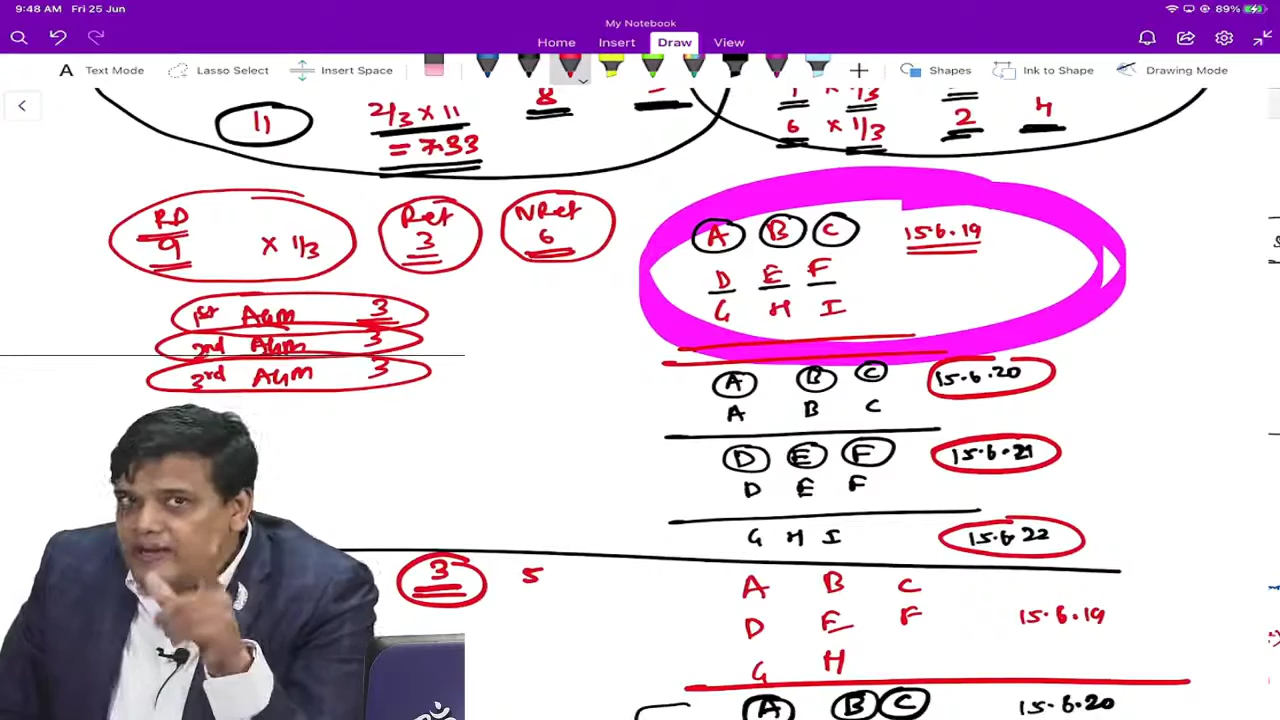 9:48 AM Fri 25 Jun
89%
My Notebook
Home Insert Draw View
A Text Mode Lasso Select Insert Space + Shapes Ink to Shape Drawing Mode
11 2/3 × 11 8
= 7.33
× 1/3
6 × 1/3 2 4
RD
9 × 1/3
Ret
3
NRet
6
1st AGM 3
2nd AGM 3
3rd AGM 3
A B C 15.6.19
D E F
G H I
A B C 15.6.20
A B C
D E F 15.6.21
D E F
G H I 15.6.22
3 5
A B C
D E F 15.6.19
G H
A B C 15.6.20